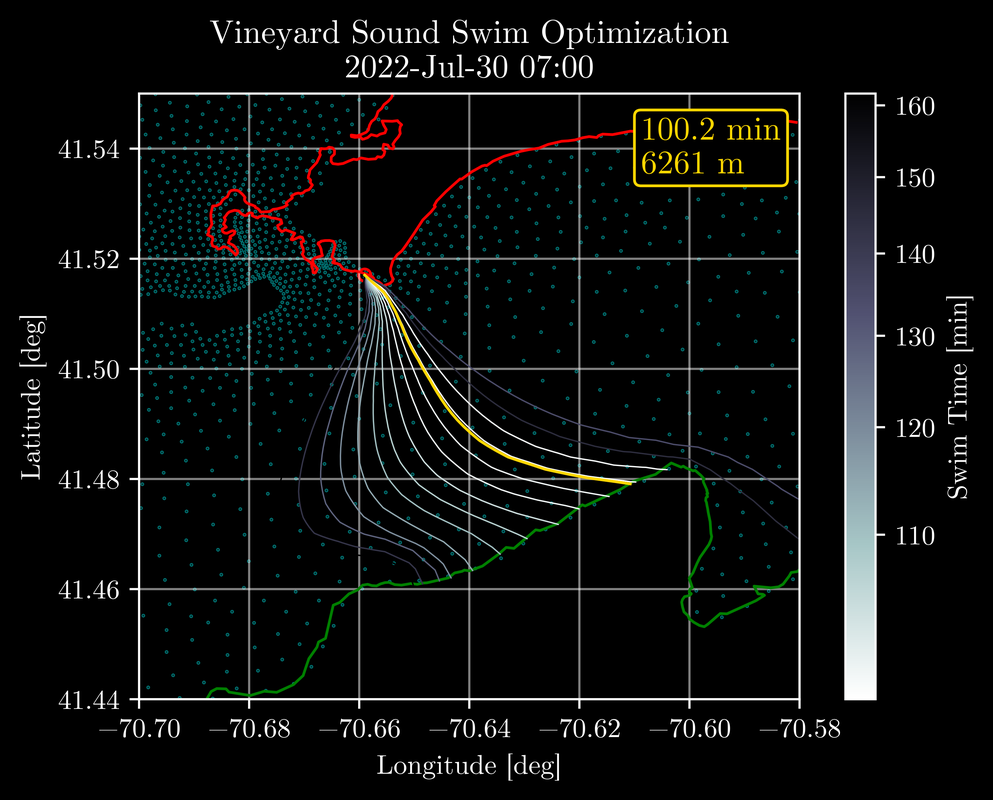 Vineyard Sound Swim Optimization
2022-Jul-30 07:00
100.2 min
6261 m
41.54
41.52
41.50
41.48
41.46
41.44
Latitude [deg]
−70.70
−70.68
−70.66
−70.64
−70.62
−70.60
−70.58
Longitude [deg]
160
150
140
130
120
110
Swim Time [min]